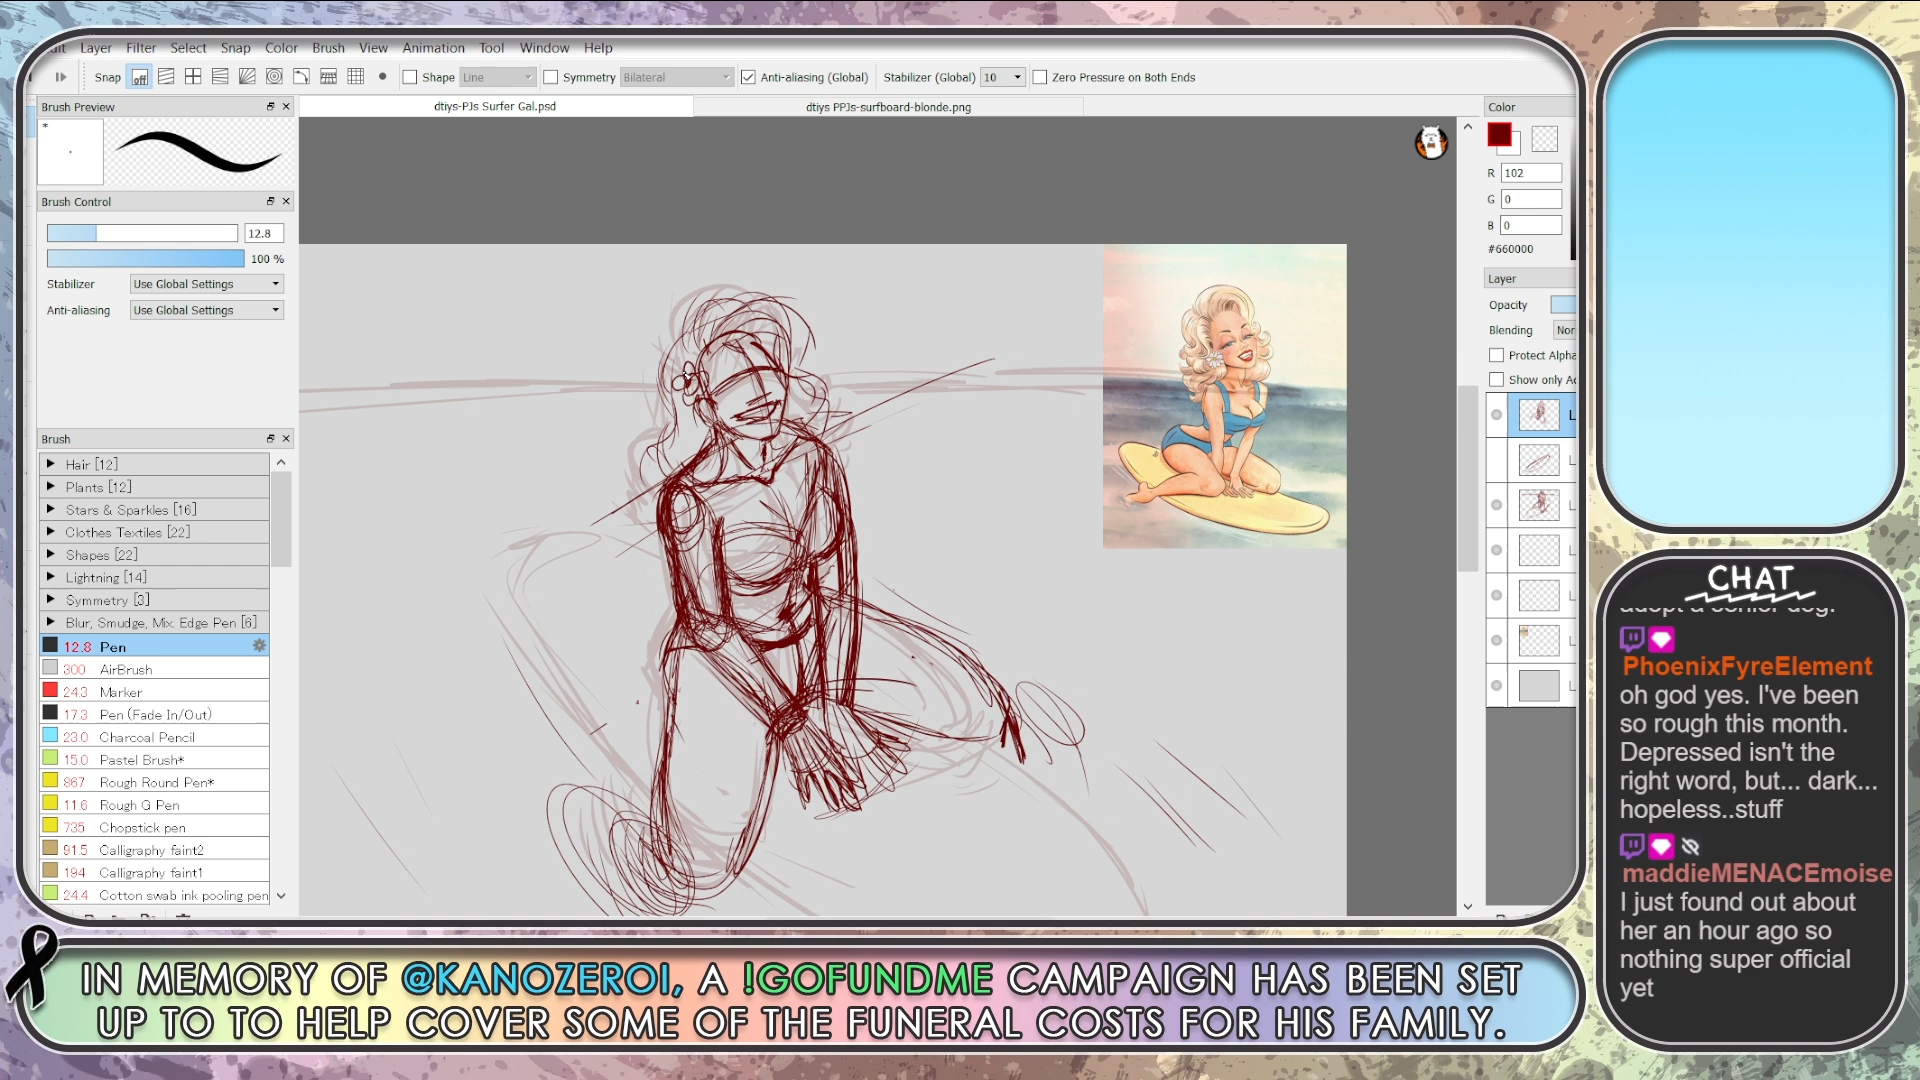 Layer Filter Select Snap Color Brush View Animation Tool Window Help
Snap off Shape Line Symmetry Bilateral Anti-aliasing (Global) Stabilizer (Global) 10 Zero Pressure on Both Ends
Brush Preview
dtiys-PJs Surfer Gal.psd
dtiys PPJs-surfboard-blonde.png
*
Brush Control
12.8
100 %
Stabilizer Use Global Settings
Anti-aliasing Use Global Settings
Brush
Hair [12]
Plants [12]
Stars & Sparkles [16]
Clothes Textiles [22]
Shapes [22]
Lightning [14]
Symmetry [3]
Blur, Smudge, Mix. Edge Pen [6]
12.8 Pen
300 AirBrush
24.3 Marker
17.3 Pen (Fade In/Out)
23.0 Charcoal Pencil
15.0 Pastel Brush*
867 Rough Round Pen*
11.6 Rough G Pen
735 Chopstick pen
91.5 Calligraphy faint2
194 Calligraphy faint1
24.4 Cotton swab ink pooling pen
Color
R 102
G 0
B 0
#660000
Layer
Opacity
Blending Nor
Protect Alpha
Show only Ac
CHAT
adopt a senior dog.
PhoenixFyreElement
oh god yes. I've been
so rough this month.
Depressed isn't the
right word, but... dark...
hopeless..stuff
maddieMENACEmoise
I just found out about
her an hour ago so
nothing super official
yet
IN MEMORY OF @KANOZEROI, A !GOFUNDME CAMPAIGN HAS BEEN SET
UP TO TO HELP COVER SOME OF THE FUNERAL COSTS FOR HIS FAMILY.